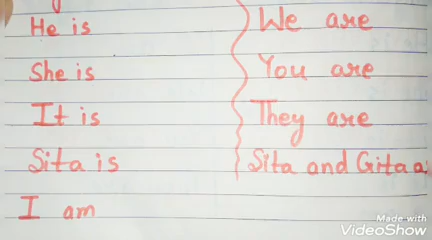 He is
She is
It is
Sita is
I am
We are
You are
They are
Sita and Gita a
Made with
VideoShow